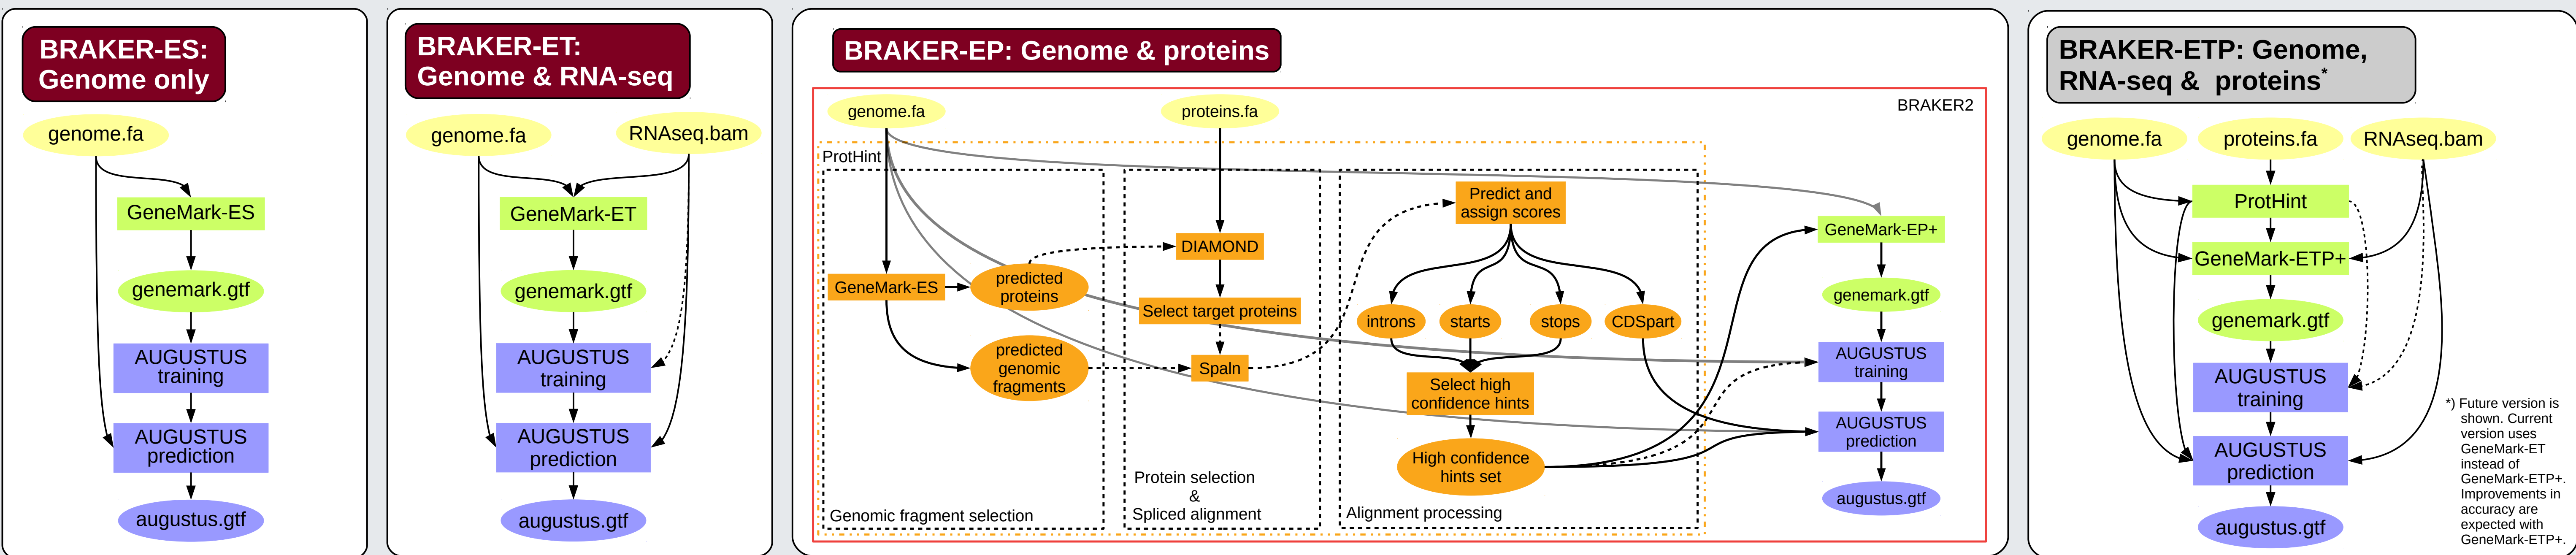 BRAKER-ES:
Genome only
genome.fa
GeneMark-ES
genemark.gtf
AUGUSTUS
training
AUGUSTUS
prediction
augustus.gtf
BRAKER-ET:
Genome & RNA-seq
genome.fa
RNAseq.bam
GeneMark-ET
genemark.gtf
AUGUSTUS
training
AUGUSTUS
prediction
augustus.gtf
BRAKER-EP: Genome & proteins
BRAKER2
genome.fa
proteins.fa
ProtHint
GeneMark-ES
predicted
proteins
predicted
genomic
fragments
Genomic fragment selection
DIAMOND
Select target proteins
Spaln
Protein selection
&
Spliced alignment
Predict and
assign scores
introns
starts
stops
CDSpart
Select high
confidence hints
High confidence
hints set
Alignment processing
GeneMark-EP+
genemark.gtf
AUGUSTUS
training
AUGUSTUS
prediction
augustus.gtf
BRAKER-ETP: Genome,
RNA-seq & proteins*
genome.fa
proteins.fa
RNAseq.bam
ProtHint
GeneMark-ETP+
genemark.gtf
AUGUSTUS
training
AUGUSTUS
prediction
augustus.gtf
*) Future version is
shown. Current
version uses
GeneMark-ET
instead of
GeneMark-ETP+.
Improvements in
accuracy are
expected with
GeneMark-ETP+.